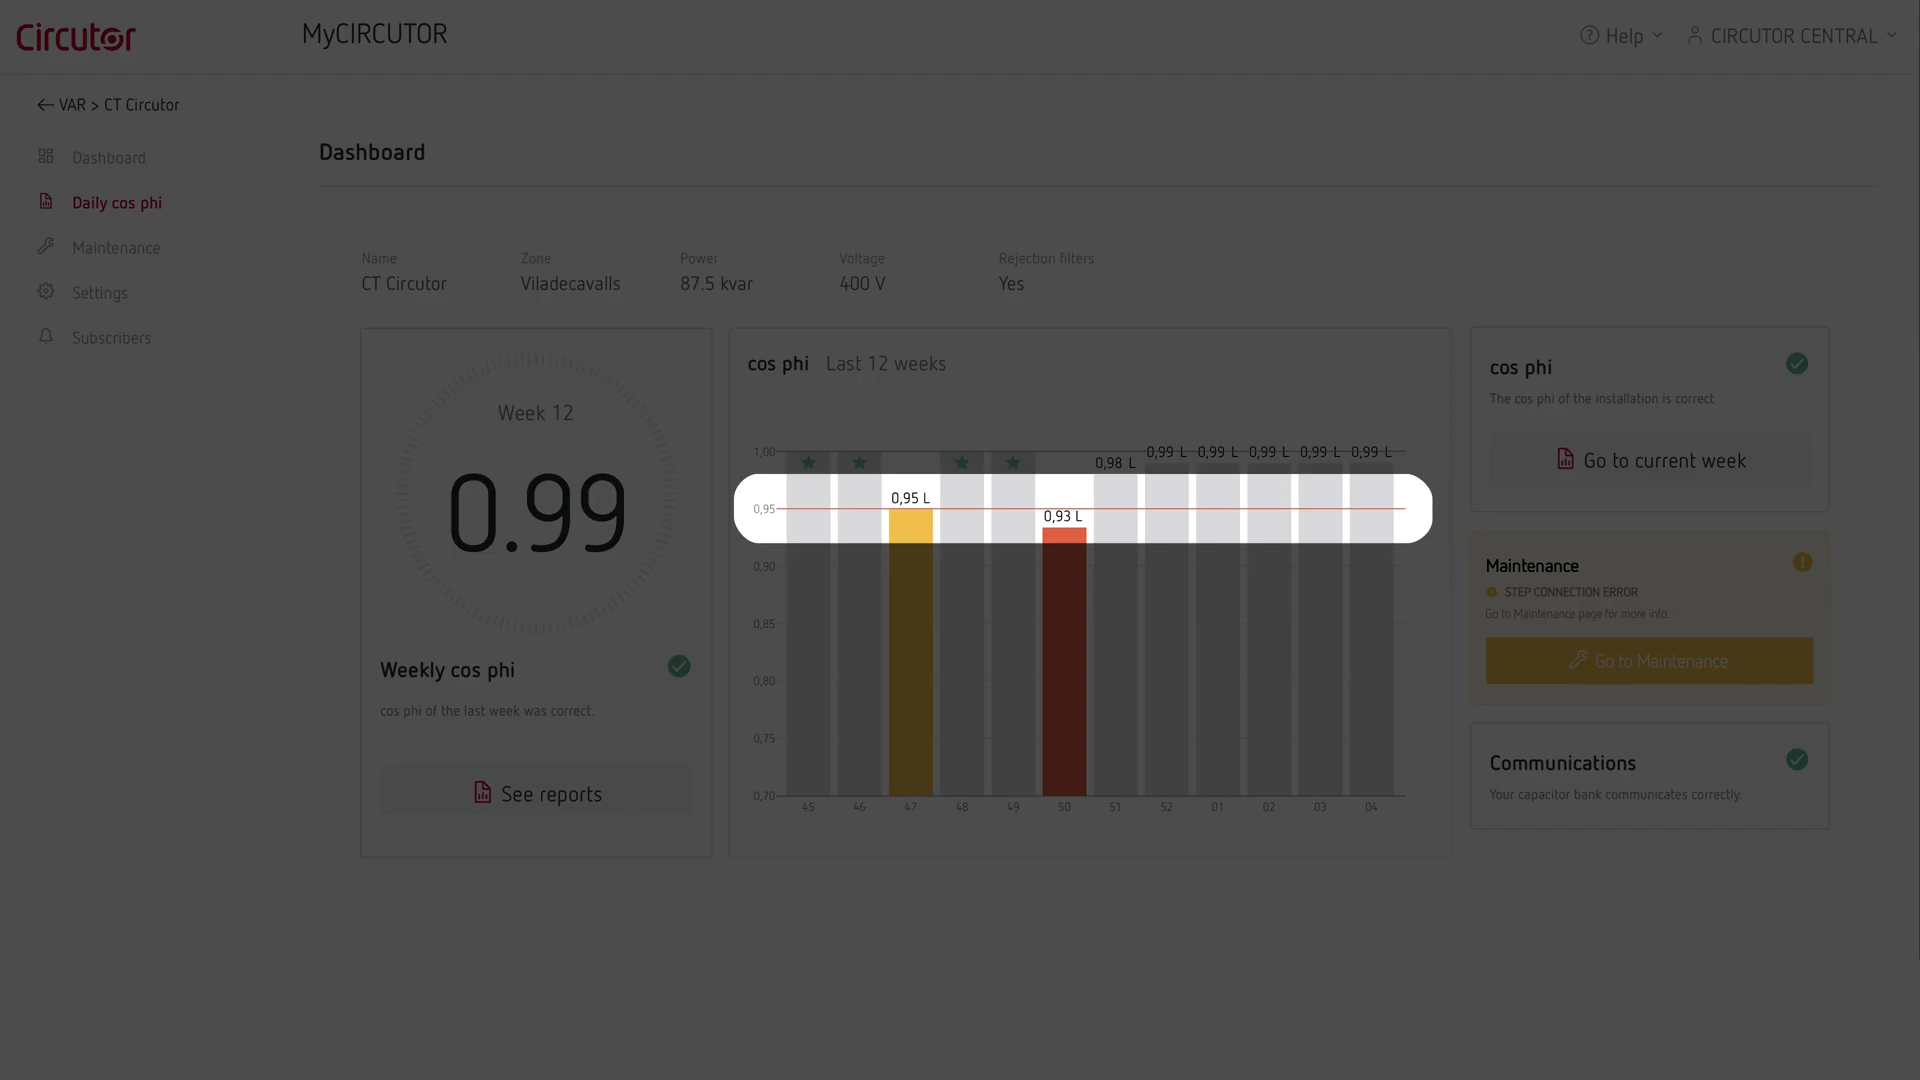 Circutor
MyCIRCUTOR
Help
CIRCUTOR CENTRAL
VAR > CT Circutor
Dashboard
Daily cos phi
Maintenance
Settings
Subscribers
Dashboard
Name
CT Circutor
Zone
Viladecavalls
Power
87.5 kvar
Voltage
400 V
Rejection filters
Yes
Week 12
0.99
Weekly cos phi
cos phi of the last week was correct.
See reports
cos phi Last 12 weeks
1,00
0,95
0,90
0,85
0,80
0,75
0,70
0,95 L
0,93 L
0,98 L
0,99 L
0,99 L
0,99 L
0,99 L
0,99 L
45 46 47 48 49 50 51 52 01 02 03 04
cos phi
The cos phi of the installation is correct
Go to current week
Maintenance
STEP CONNECTION ERROR
Go to Maintenance page for more info.
Go to Maintenance
Communications
Your capacitor bank communicates correctly.